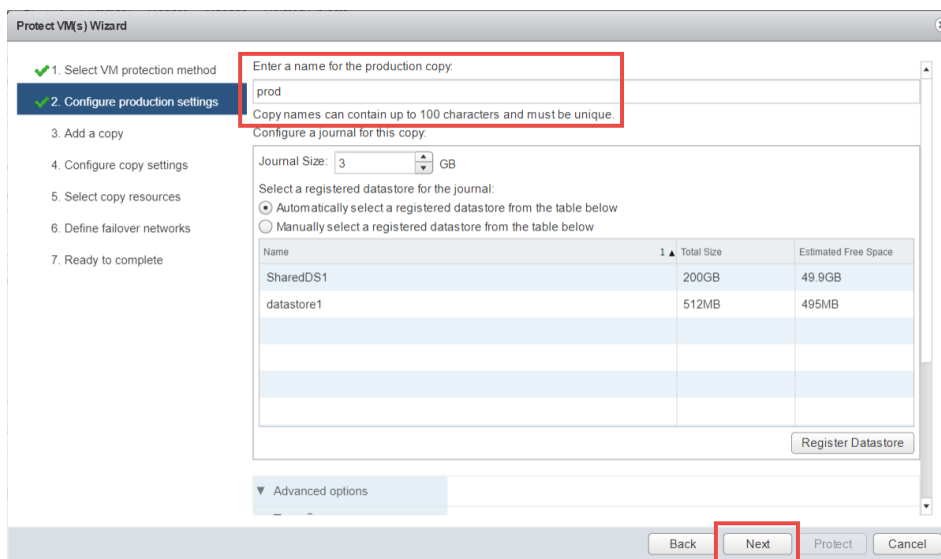 Protect VM(s) Wizard
1. Select VM protection method
2. Configure production settings
3. Add a copy
4. Configure copy settings
5. Select copy resources
6. Define failover networks
7. Ready to complete
Enter a name for the production copy:
prod
Copy names can contain up to 100 characters and must be unique.
Configure a journal for this copy:
Journal Size: 3 GB
Select a registered datastore for the journal:
Automatically select a registered datastore from the table below
Manually select a registered datastore from the table below
Name 1 ▲ Total Size Estimated Free Space
SharedDS1 200GB 49.9GB
datastore1 512MB 495MB
Register Datastore
Advanced options
Back Next Protect Cancel